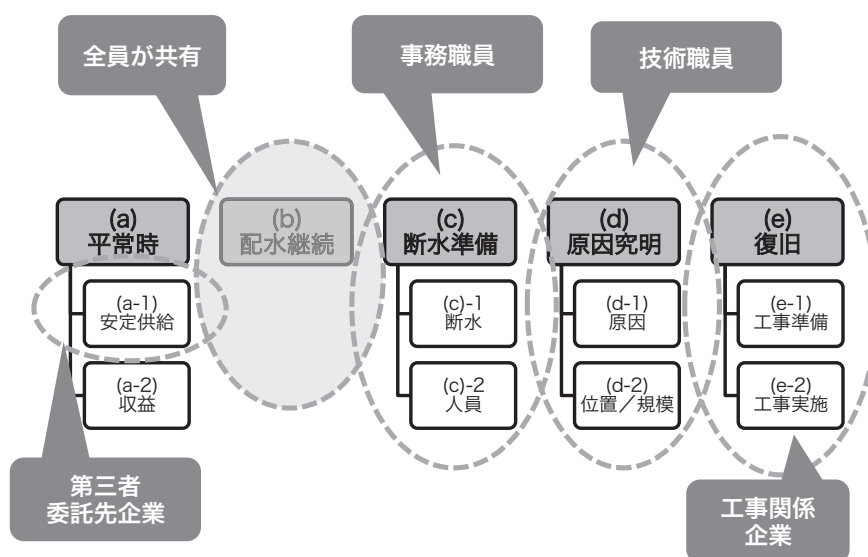 全員が共有
事務職員
技術職員
(a)
平常時
(b)
配水継続
(c)
断水準備
(d)
原因究明
(e)
復旧
(a-1)
安定供給
(c)-1
断水
(d-1)
原因
(e-1)
工事準備
(a-2)
収益
(c)-2
人員
(d-2)
位置／規模
(e-2)
工事実施
第三者
委託先企業
工事関係
企業